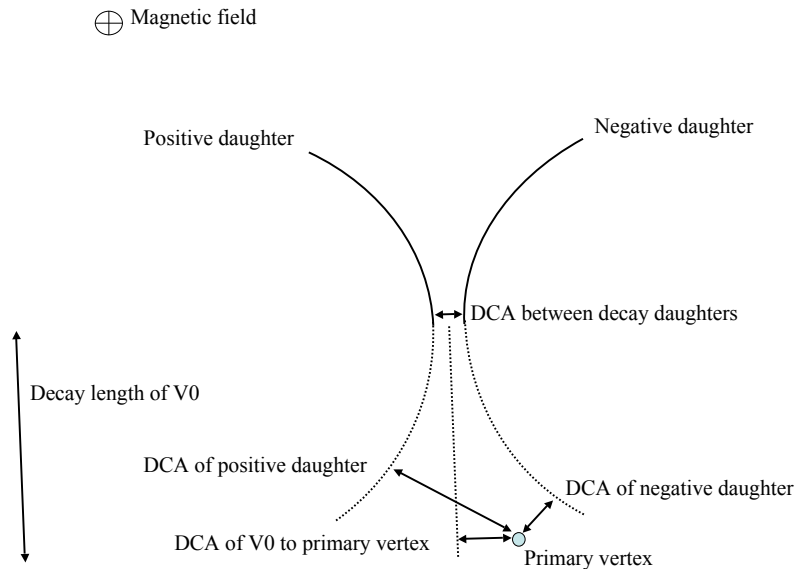 Magnetic field
Positive daughter
Negative daughter
DCA between decay daughters
Decay length of V0
DCA of positive daughter
DCA of negative daughter
DCA of V0 to primary vertex
Primary vertex